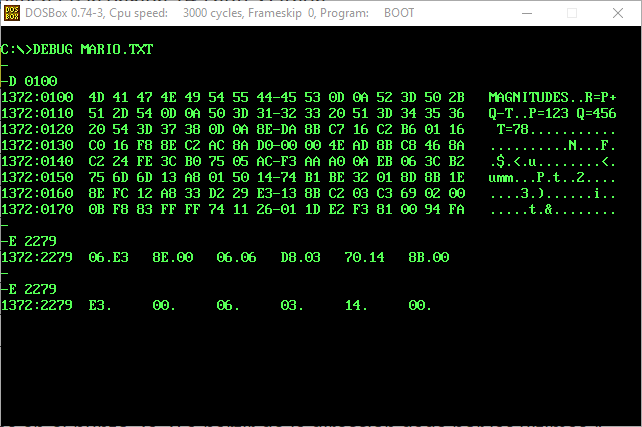 DOSBox 0.74-3, Cpu speed: 3000 cycles, Frameskip 0, Program: BOOT
C:\>DEBUG MARIO.TXT
-
-D 0100
1372:0100 4D 41 47 4E 49 54 55 44-45 53 0D 0A 52 3D 50 2B MAGNITUDES..R=P+
1372:0110 51 2D 54 0D 0A 50 3D 31-32 33 20 51 3D 34 35 36 Q-T..P=123 Q=456
1372:0120 20 54 3D 37 38 0D 0A 8E-DA 8B C7 16 C2 B6 01 16 T=78...........
1372:0130 C0 16 F8 8E C2 AC 8A D0-00 00 4E AD 8B C8 46 8A ..........N...F.
1372:0140 C2 24 FE 3C B0 75 05 AC-F3 AA A0 0A EB 06 3C B2 .$.<.u........<.
1372:0150 75 6D 6D 13 A8 01 50 14-74 B1 BE 32 01 8D 8B 1E umm...P.t..2....
1372:0160 8E FC 12 A8 33 D2 29 E3-13 8B C2 03 C3 69 02 00 ....3.)......i..
1372:0170 0B F8 83 FF FF 74 11 26-01 1D E2 F3 81 00 94 FA .....t.&........
-
-E 2279
1372:2279 06.E3 8E.00 06.06 D8.03 70.14 8B.00
-
-E 2279
1372:2279 E3. 00. 06. 03. 14. 00.